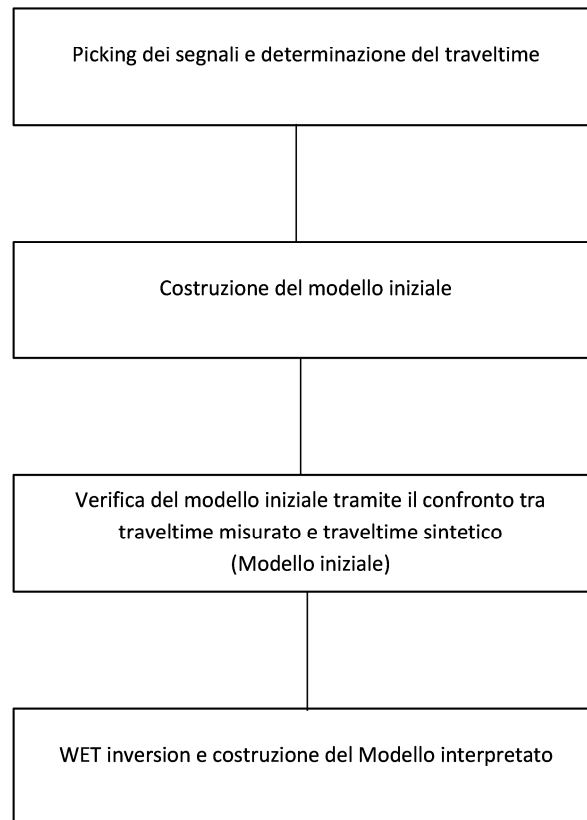 Picking dei segnali e determinazione del traveltime
Costruzione del modello iniziale
Verifica del modello iniziale tramite il confronto tra
traveltime misurato e traveltime sintetico
(Modello iniziale)
WET inversion e costruzione del Modello interpretato